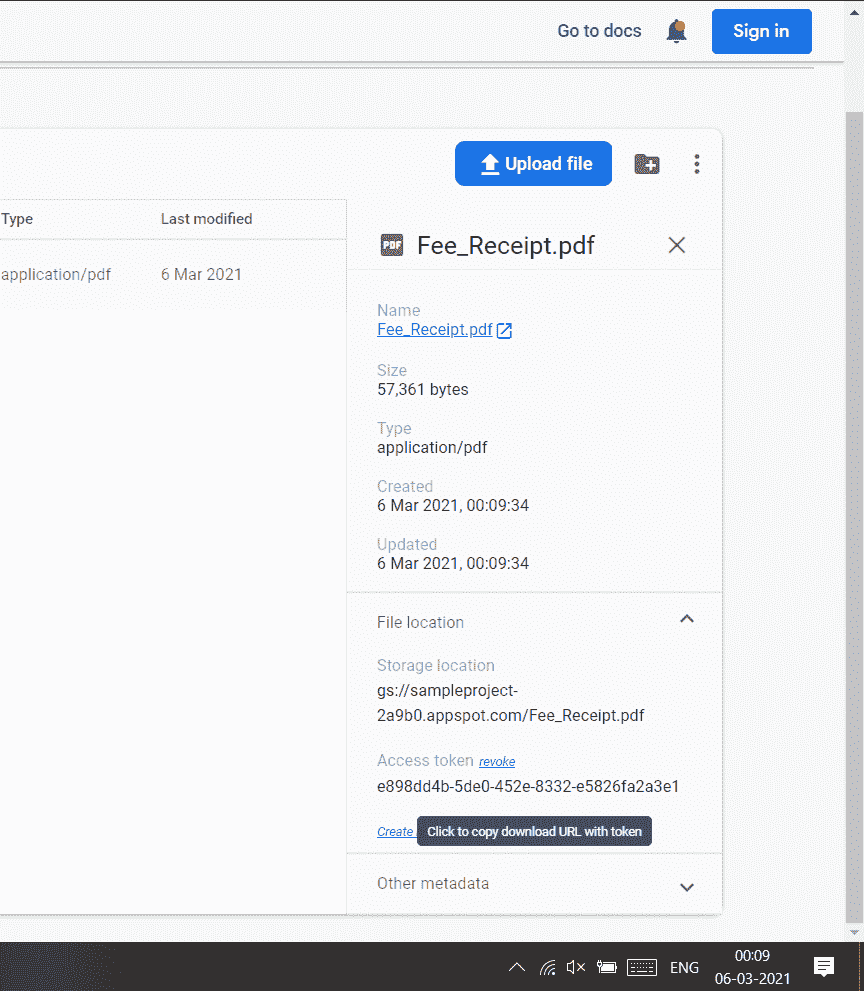 Go to docs
Sign in
Upload file
Type Last modified
application/pdf 6 Mar 2021
PDF Fee_Receipt.pdf
Name
Fee_Receipt.pdf
Size
57,361 bytes
Type
application/pdf
Created
6 Mar 2021, 00:09:34
Updated
6 Mar 2021, 00:09:34
File location
Storage location
gs://sampleproject-
2a9b0.appspot.com/Fee_Receipt.pdf
Access token revoke
e898dd4b-5de0-452e-8332-e5826fa2a3e1
Create Click to copy download URL with token
Other metadata
ENG
00:09
06-03-2021